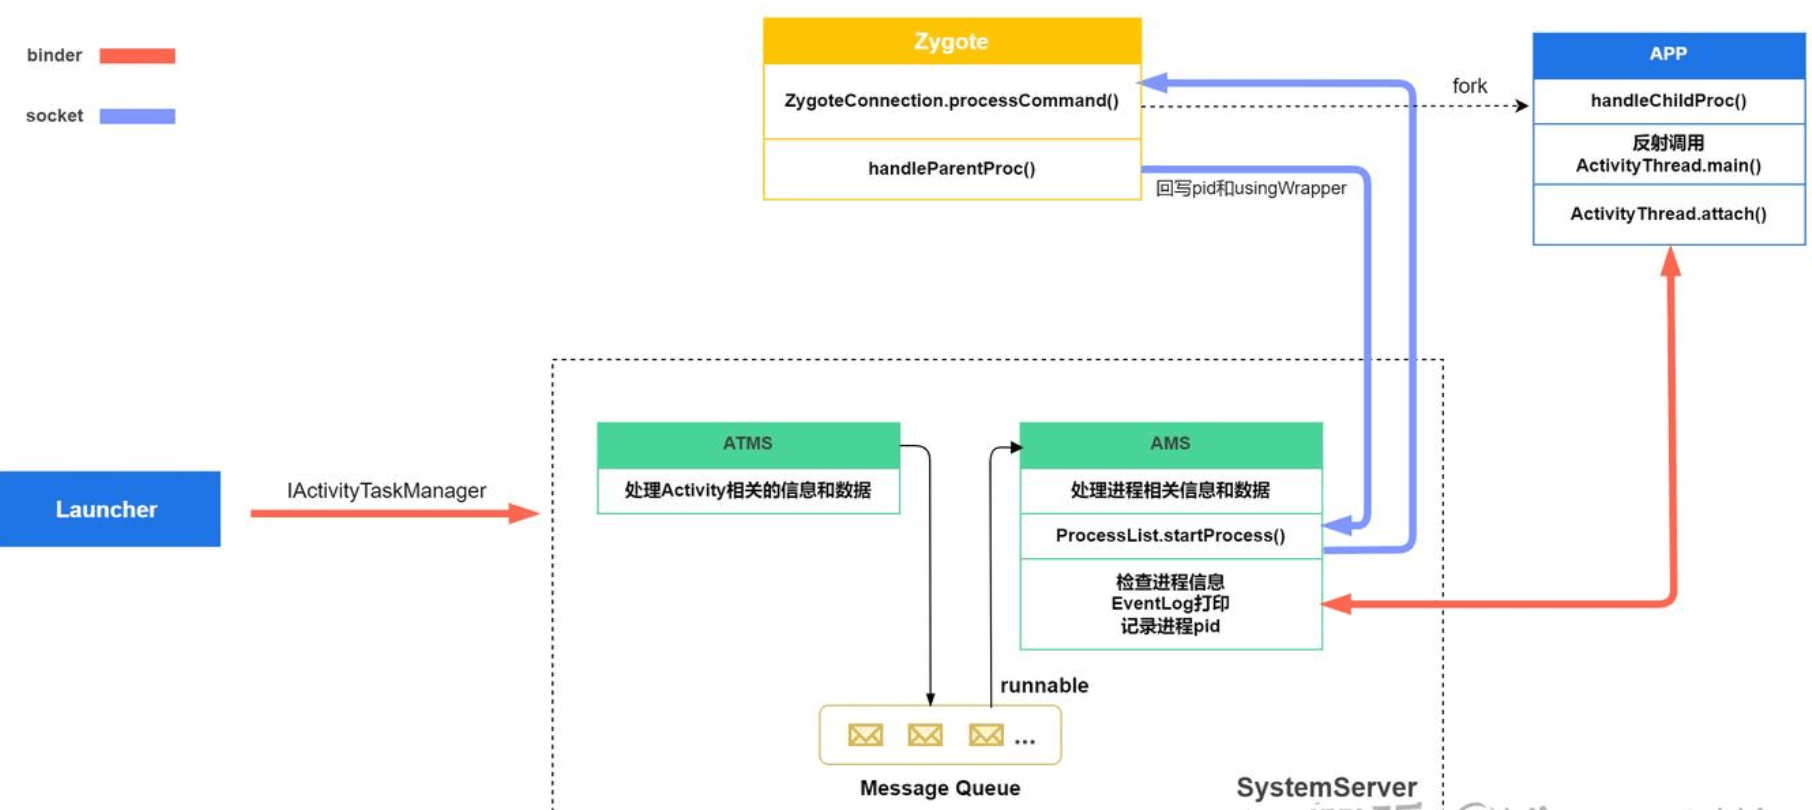 binder
socket
Zygote
ZygoteConnection.processCommand()
handleParentProc()
回写pid和usingWrapper
fork
APP
handleChildProc()
反射调用
ActivityThread.main()
ActivityThread.attach()
Launcher
IActivityTaskManager
ATMS
处理Activity相关的信息和数据
AMS
处理进程相关信息和数据
ProcessList.startProcess()
检查进程信息
EventLog打印
记录进程pid
runnable
...
Message Queue
SystemServer